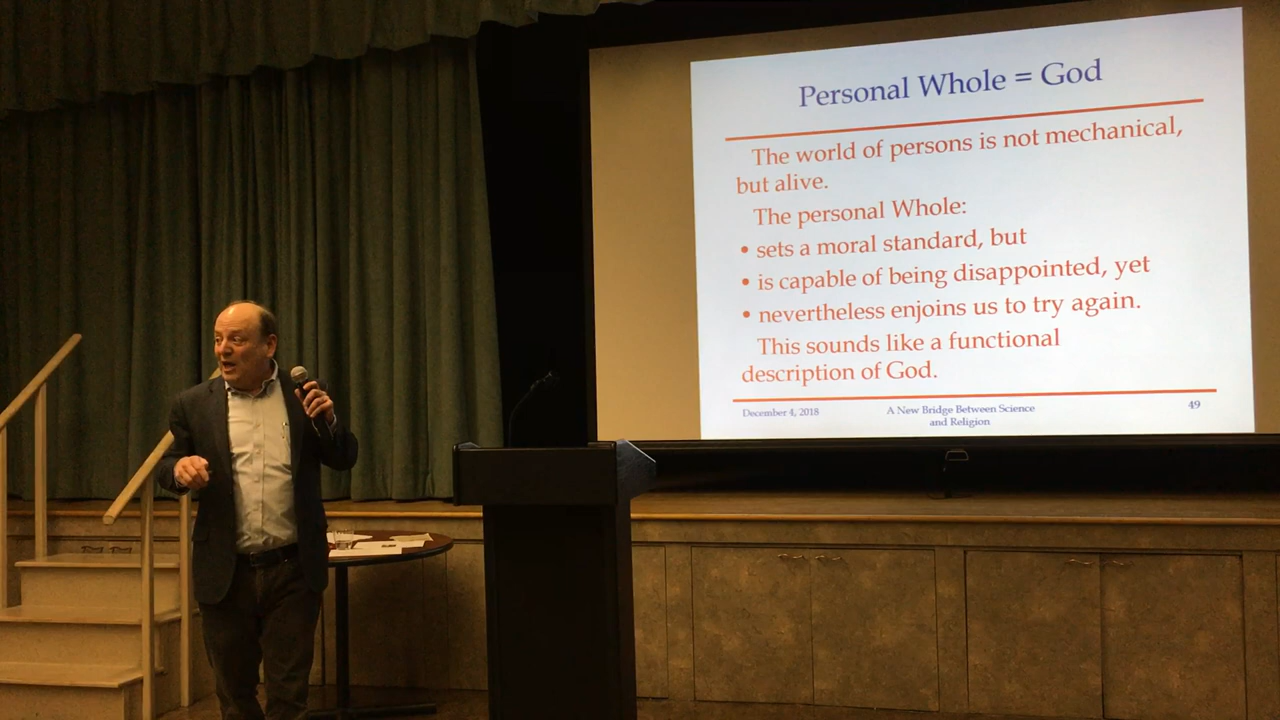 Personal Whole = God
The world of persons is not mechanical,
but alive.
The personal Whole:
• sets a moral standard, but
• is capable of being disappointed, yet
• nevertheless enjoins us to try again.
This sounds like a functional
description of God.
December 4, 2018
A New Bridge Between Science
and Religion
49